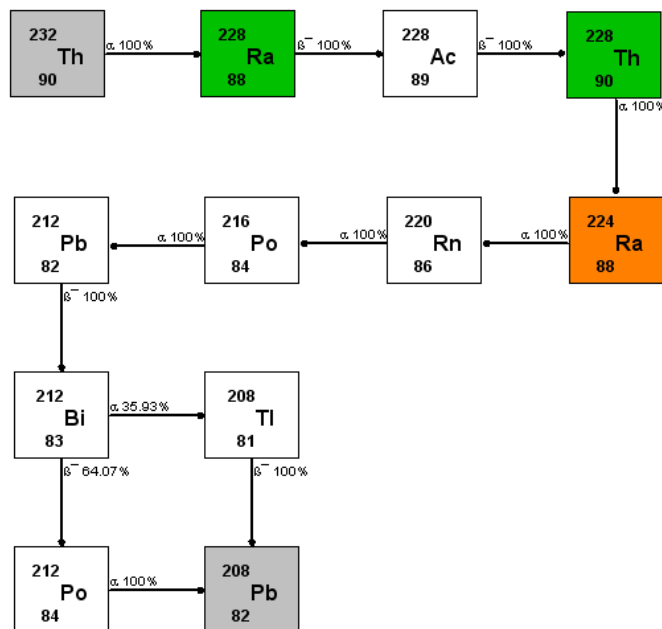 232 Th 90
α 100%
228 Ra 88
ß⁻ 100%
228 Ac 89
ß⁻ 100%
228 Th 90
α 100%
212 Pb 82
α 100%
216 Po 84
α 100%
220 Rn 86
α 100%
224 Ra 88
ß⁻ 100%
212 Bi 83
α 35.93%
208 Tl 81
ß⁻ 64.07%
ß⁻ 100%
212 Po 84
α 100%
208 Pb 82